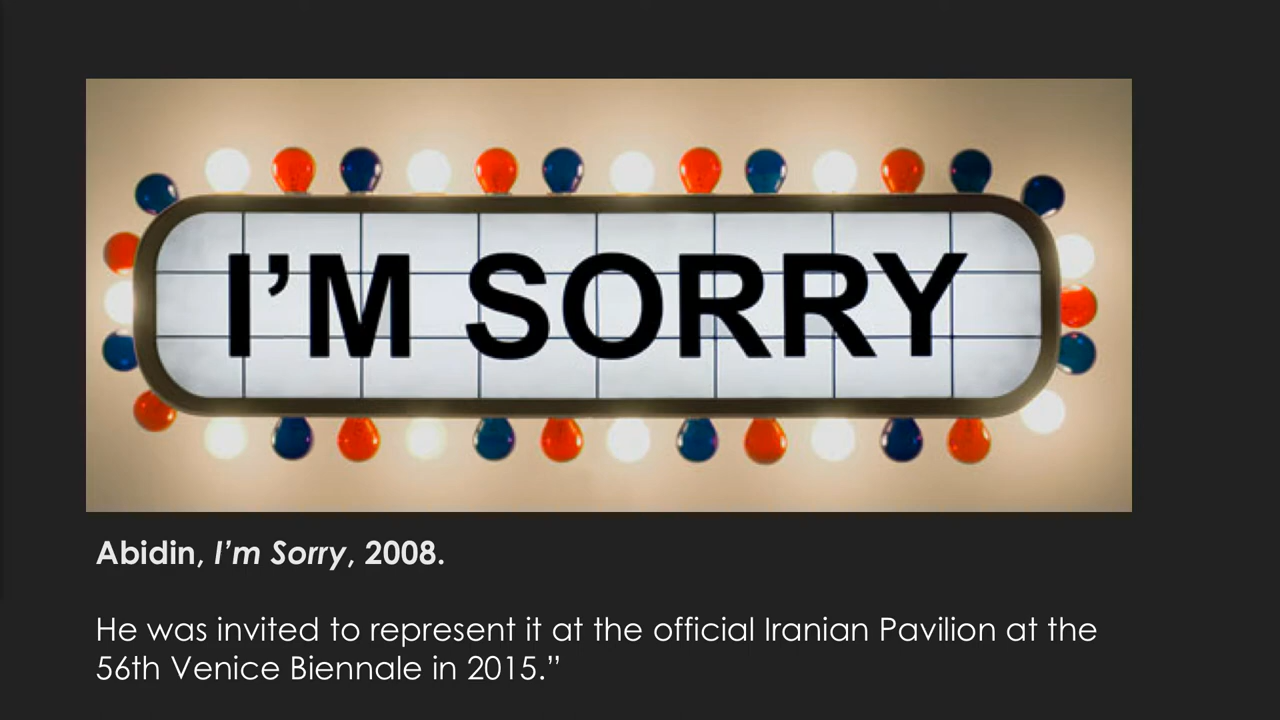 I’M SORRY
Abidin, I’m Sorry, 2008.
He was invited to represent it at the official Iranian Pavilion at the
56th Venice Biennale in 2015.”